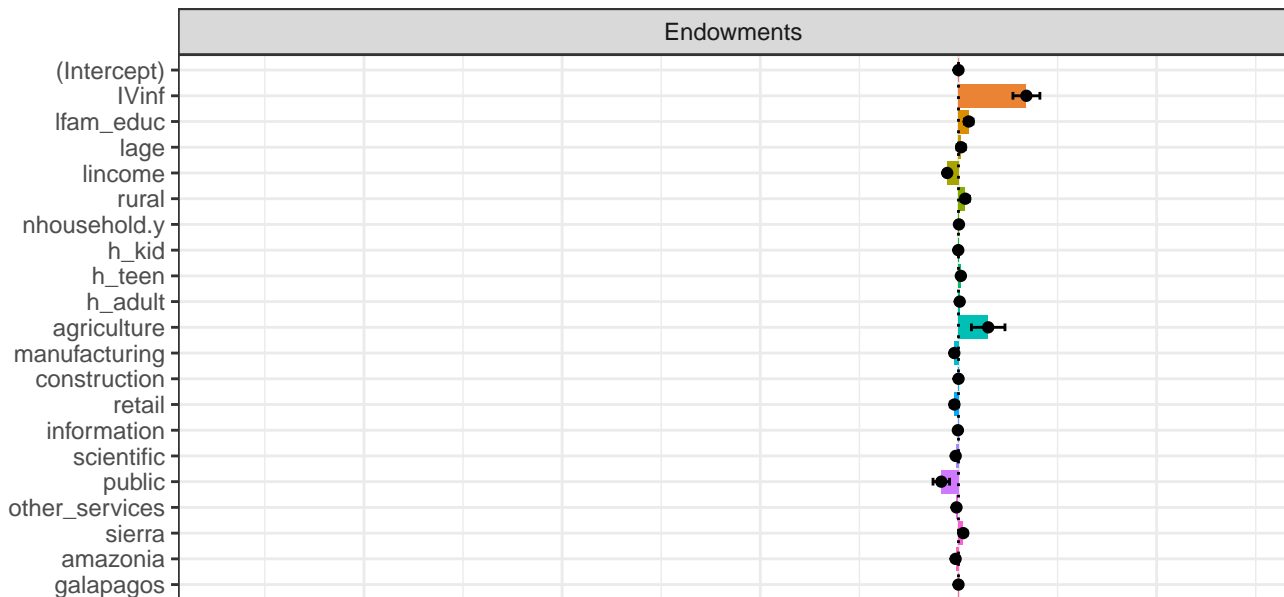 Endowments
(Intercept)
IVinf
lfam_educ
lage
lincome
rural
nhousehold.y
h_kid
h_teen
h_adult
agriculture
manufacturing
construction
retail
information
scientific
public
other_services
sierra
amazonia
galapagos